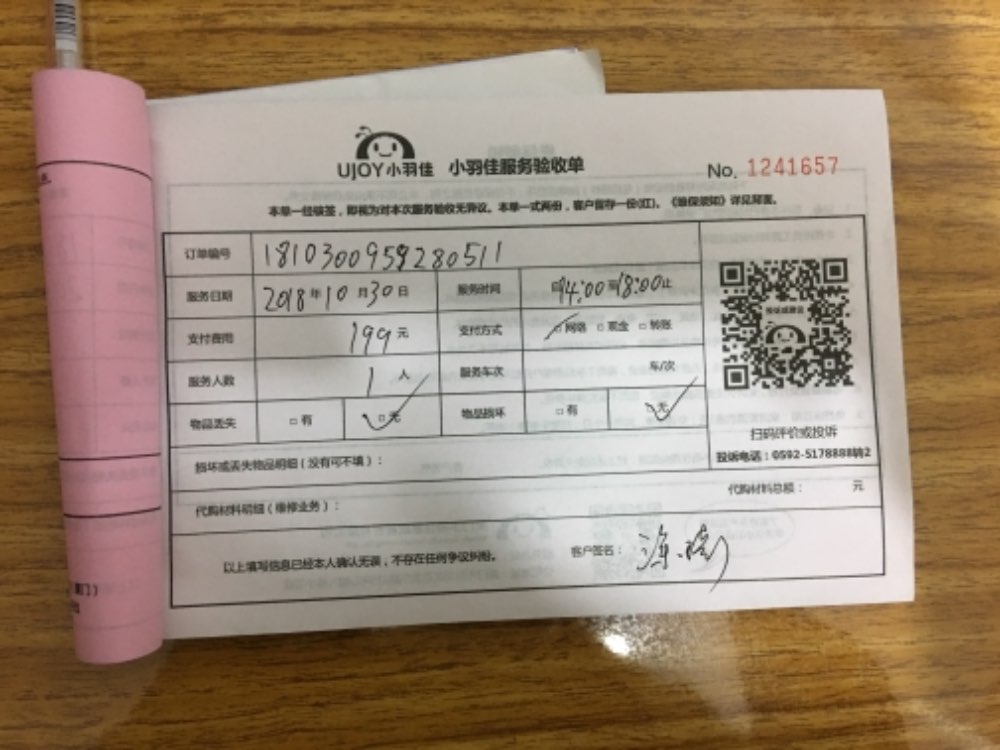 UJOY小羽佳 小羽佳服务验收单 No. 1241657
本单一经签签，即视为对本次服务验收无异议。本单一式两份，客户留存一份(红)。《维保须知》详见背面。
订单编号 1810300959280511
服务日期 2018年10月30日 服务时间 14:00至18:00止
支付费用 199元 支付方式 □网络 □现金 □转账
服务人数 1人 服务车次 车/次
物品丢失 □有 □无 物品损坏 □有 □无
扫码评价或投诉
投诉电话：0592-5178888转2
损坏或丢失物品明细（没有可不填）：
代购材料明细（维修业务）： 代购材料总额： 元
以上填写信息已经本人确认无误，不存在任何争议纠纷。 客户签名：